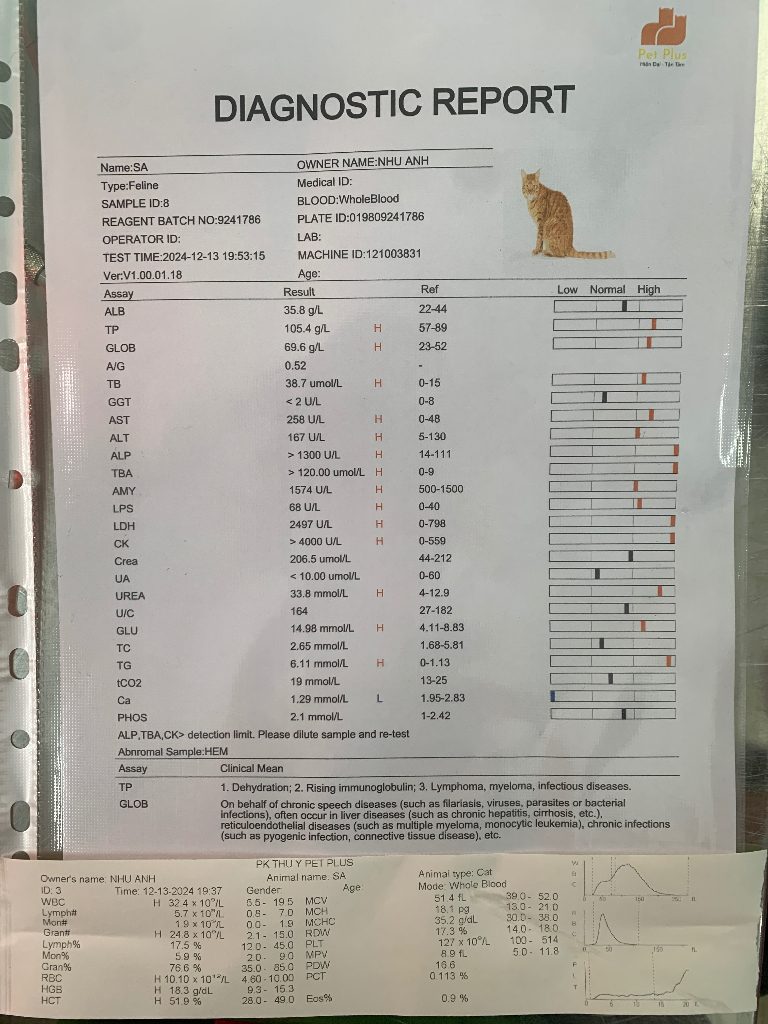 Pet Plus
Hiện Đại - Tận Tâm
DIAGNOSTIC REPORT
Name:SA OWNER NAME:NHU ANH
Type:Feline Medical ID:
SAMPLE ID:8 BLOOD:WholeBlood
REAGENT BATCH NO:9241786 PLATE ID:019809241786
OPERATOR ID: LAB:
TEST TIME:2024-12-13 19:53:15 MACHINE ID:121003831
Ver:V1.00.01.18 Age:
Assay Result Ref Low Normal High
ALB 35.8 g/L 22-44
TP 105.4 g/L H 57-89
GLOB 69.6 g/L H 23-52
A/G 0.52 -
TB 38.7 umol/L H 0-15
GGT < 2 U/L 0-8
AST 258 U/L H 0-48
ALT 167 U/L H 5-130
ALP > 1300 U/L H 14-111
TBA > 120.00 umol/L H 0-9
AMY 1574 U/L H 500-1500
LPS 68 U/L H 0-40
LDH 2497 U/L H 0-798
CK > 4000 U/L H 0-559
Crea 206.5 umol/L 44-212
UA < 10.00 umol/L 0-60
UREA 33.8 mmol/L H 4-12.9
U/C 164 27-182
GLU 14.98 mmol/L H 4.11-8.83
TC 2.65 mmol/L 1.68-5.81
TG 6.11 mmol/L H 0-1.13
tCO2 19 mmol/L 13-25
Ca 1.29 mmol/L L 1.95-2.83
PHOS 2.1 mmol/L 1-2.42
ALP,TBA,CK> detection limit. Please dilute sample and re-test
Abnromal Sample:HEM
Assay Clinical Mean
TP 1. Dehydration; 2. Rising immunoglobulin; 3. Lymphoma, myeloma, infectious diseases.
GLOB On behalf of chronic speech diseases (such as filariasis, viruses, parasites or bacterial
infections), often occur in liver diseases (such as chronic hepatitis, cirrhosis, etc.),
reticuloendothelial diseases (such as multiple myeloma, monocytic leukemia), chronic infections
(such as pyogenic infection, connective tissue disease), etc.
PK THU Y PET PLUS
Owner's name: NHU ANH Animal name: SA Animal type: Cat
ID: 3 Time: 12-13-2024 19:37 Gender: Age: Mode: Whole Blood
WBC H 32.4 x 10⁹/L 5.5 - 19.5 MCV 51.4 fL 39.0 - 52.0
Lymph# 5.7 x 10⁹/L 0.8 - 7.0 MCH 18.1 pg 13.0 - 21.0
Mon# 1.9 x 10⁹/L 0.0 - 1.9 MCHC 35.2 g/dL 30.0 - 38.0
Gran# H 24.8 x 10⁹/L 2.1 - 15.0 RDW 17.3 % 14.0 - 18.0
Lymph% 17.5 % 12.0 - 45.0 PLT 127 x 10⁹/L 100 - 514
Mon% 5.9 % 2.0 - 9.0 MPV 8.9 fL 5.0 - 11.8
Gran% 76.6 % 35.0 - 85.0 PDW 16.6
RBC H 10.10 x 10¹²/L 4.60 - 10.00 PCT 0.113 %
HGB H 18.3 g/dL 9.3 - 15.3
HCT H 51.9 % 28.0 - 49.0 Eos% 0.9 %